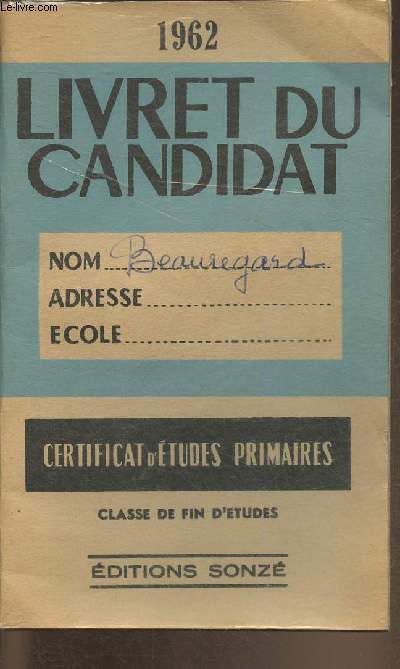 Le-livre.com
1962
LIVRET DU
CANDIDAT
NOM Beauregard
ADRESSE
ECOLE
CERTIFICAT D'ÉTUDES PRIMAIRES
CLASSE DE FIN D'ETUDES
ÉDITIONS SONZÉ